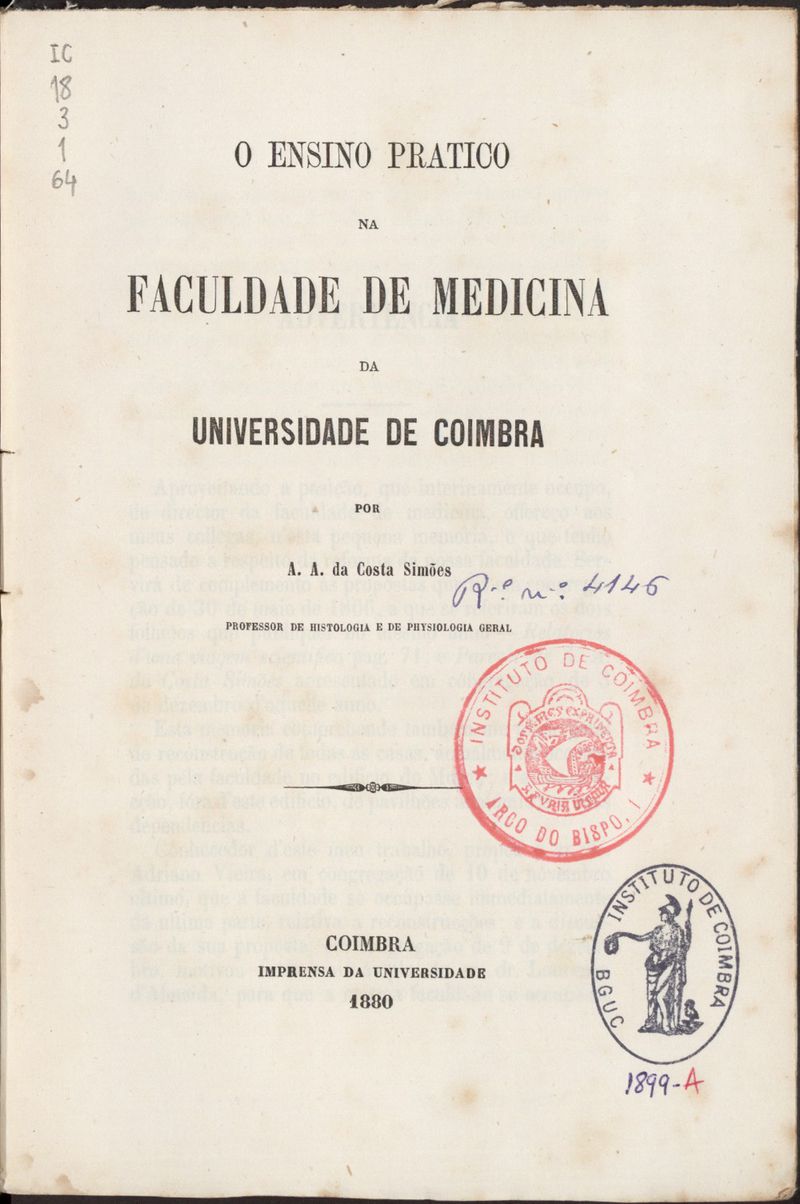 IC
18
3
1
64
O ENSINO PRATICO
NA
FACULDADE DE MEDICINA
DA
UNIVERSIDADE DE COIMBRA
POR
A. A. da Costa Simões
R.º n.º 4146
PROFESSOR DE HISTOLOGIA E DE PHYSIOLOGIA GERAL
INSTITUTO DE COIMBRA
ARCO DO BISPO, 1
COIMBRA
IMPRENSA DA UNIVERSIDADE
1880
INSTITUTO DE COIMBRA
BGUC
1899-A